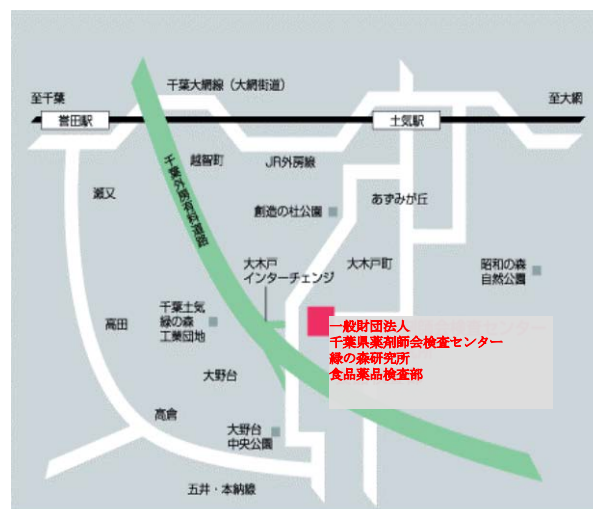 千葉大網線（大網街道）
至千葉
至大網
誉田駅
土気駅
越智町
JR外房線
千葉外房有料道路
瀬又
あすみが丘
創造の杜公園
大木戸
インターチェンジ
大木戸町
昭和の森
自然公園
千葉土気
緑の森
工業団地
高田
一般財団法人
千葉県薬剤師会検査センター
緑の森研究所
食品薬品検査部
大野台
高倉
大野台
中央公園
五井・本納線